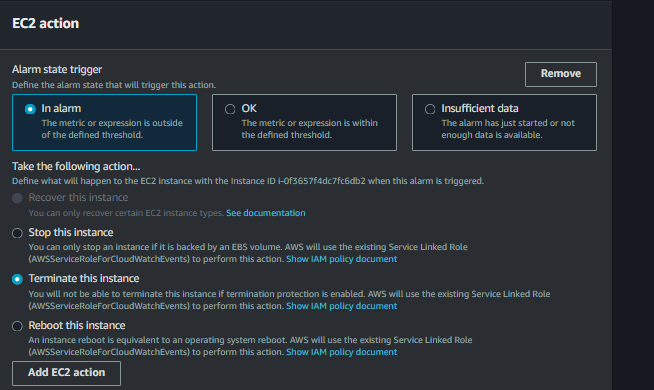 EC2 action
Alarm state trigger
Define the alarm state that will trigger this action.
Remove
In alarm
The metric or expression is outside
of the defined threshold.
OK
The metric or expression is within
the defined threshold.
Insufficient data
The alarm has just started or not
enough data is available.
Take the following action...
Define what will happen to the EC2 instance with the Instance ID i-0f3657f4dc7fc6db2 when this alarm is triggered.
Recover this instance
You can only recover certain EC2 instance types. See documentation
Stop this instance
You can only stop an instance if it is backed by an EBS volume. AWS will use the existing Service Linked Role
(AWSServiceRoleForCloudWatchEvents) to perform this action. Show IAM policy document
Terminate this instance
You will not be able to terminate this instance if termination protection is enabled. AWS will use the existing Service Linked Role
(AWSServiceRoleForCloudWatchEvents) to perform this action. Show IAM policy document
Reboot this instance
An instance reboot is equivalent to an operating system reboot. AWS will use the existing Service Linked Role
(AWSServiceRoleForCloudWatchEvents) to perform this action. Show IAM policy document
Add EC2 action